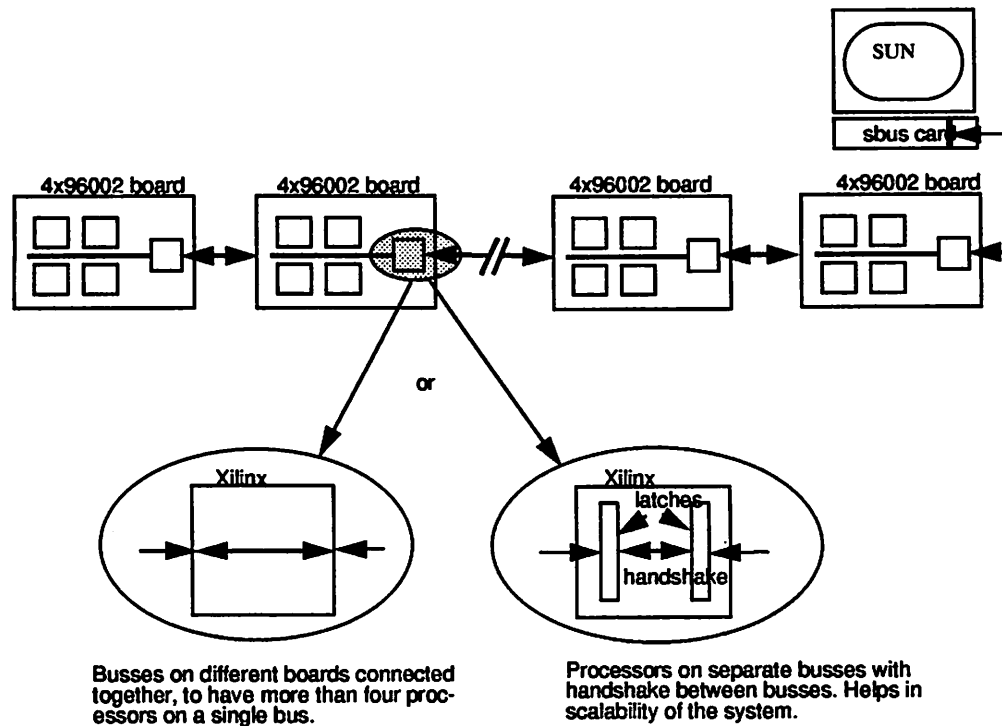 SUN
sbus card
4x96002 board
4x96002 board
4x96002 board
4x96002 board
or
Xilinx
Xilinx
latches
handshake
Busses on different boards connected
together, to have more than four proc-
essors on a single bus.
Processors on separate busses with
handshake between busses. Helps in
scalability of the system.